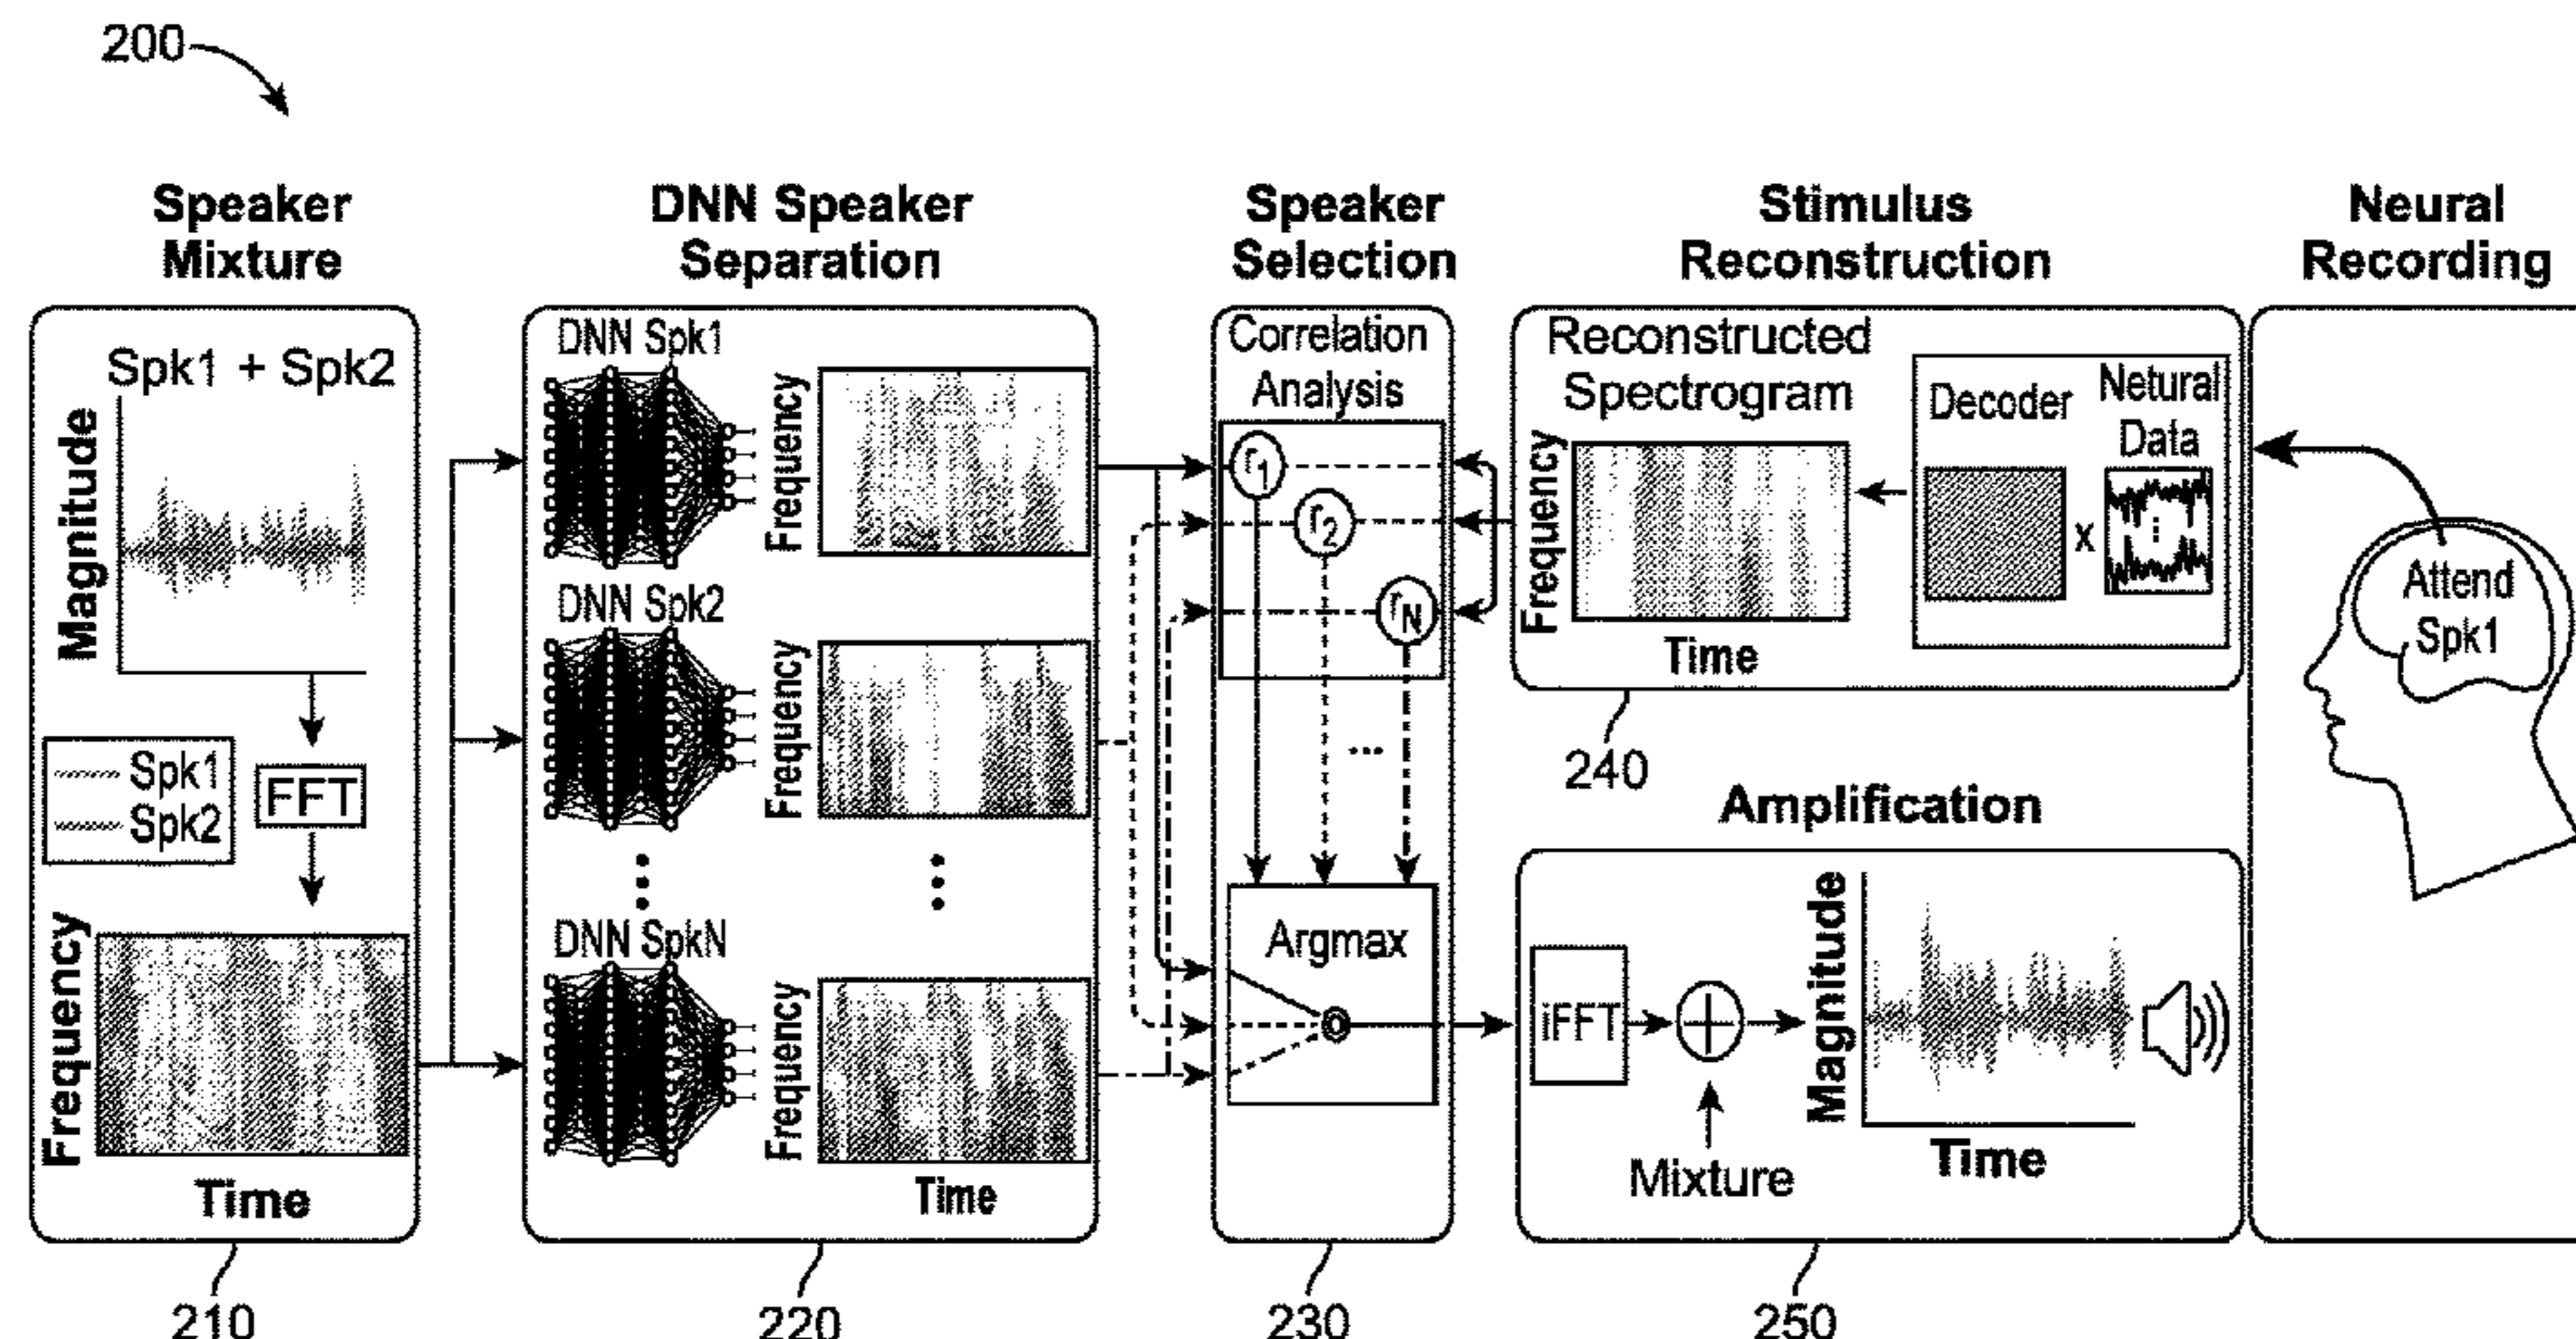 200
Speaker
Mixture
Spk1 + Spk2
Magnitude
Spk1
Spk2
FFT
Frequency
Time
210
DNN Speaker
Separation
DNN Spk1
Frequency
DNN Spk2
Frequency
DNN SpkN
Frequency
Time
220
Speaker
Selection
Correlation
Analysis
r1
r2
rN
...
Argmax
230
Stimulus
Reconstruction
Reconstructed
Spectrogram
Frequency
Time
Decoder
x
Netural
Data
240
Amplification
iFFT
Mixture
Magnitude
Time
250
Neural
Recording
Attend
Spk1